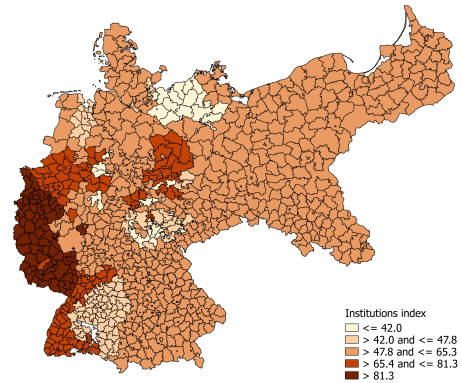 Institutions index
<= 42.0
> 42.0 and <= 47.8
> 47.8 and <= 65.3
> 65.4 and <= 81.3
> 81.3